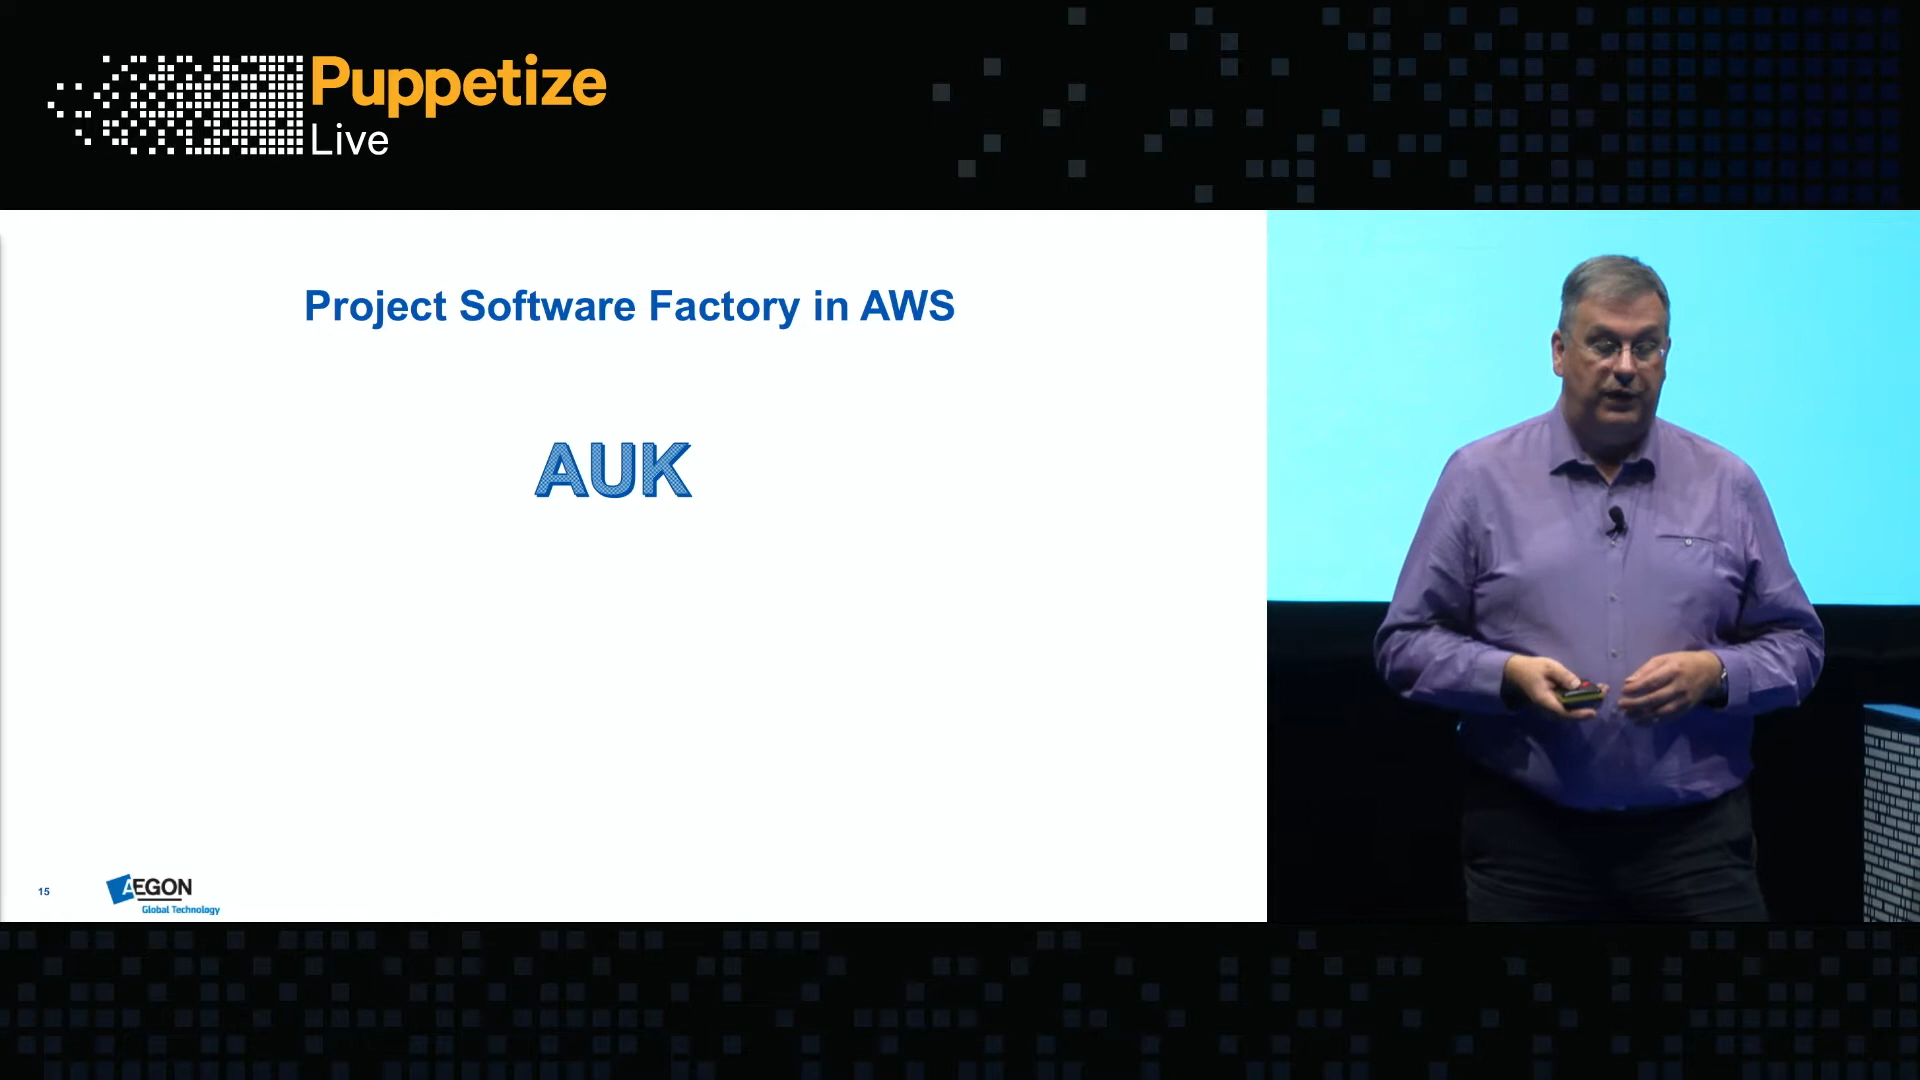 Puppetize
Live
Project Software Factory in AWS
AUK
15
AEGON
Global Technology